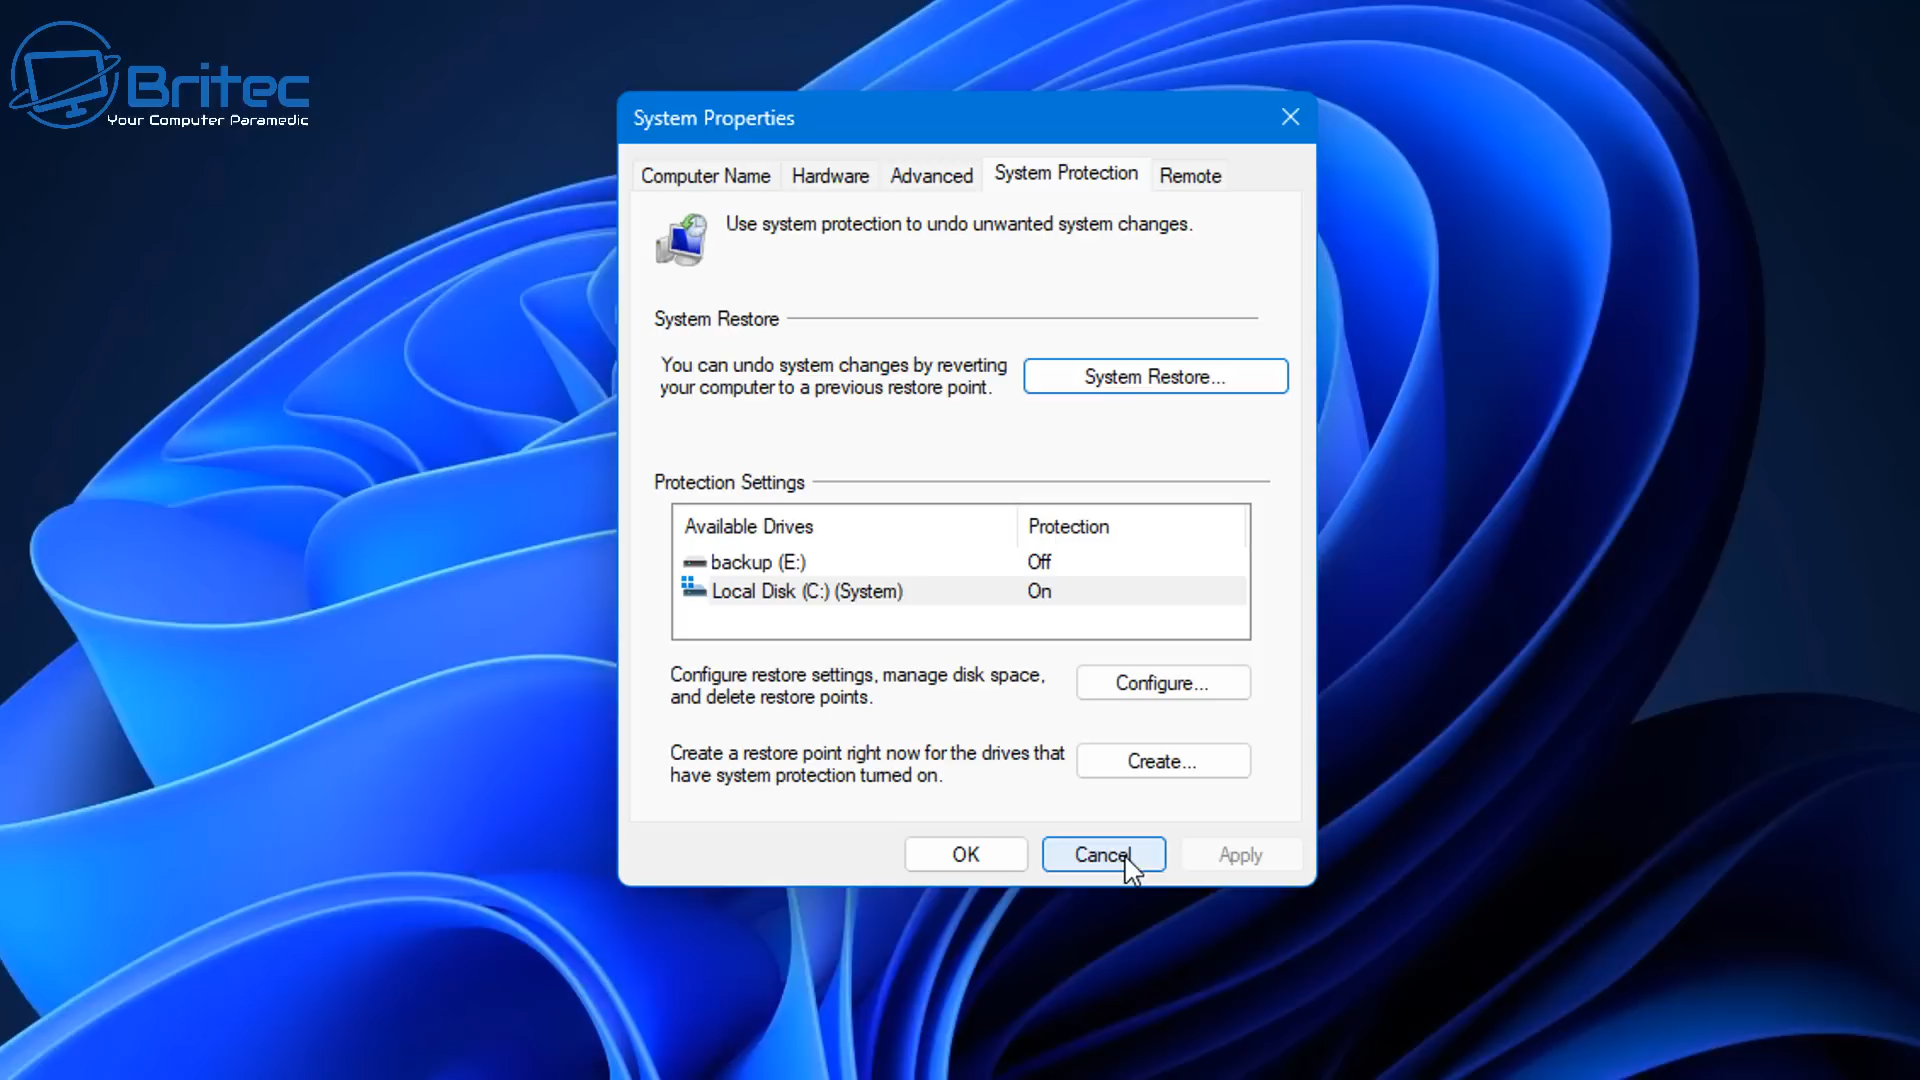 Britec
Your Computer Paramedic
System Properties
Computer Name Hardware Advanced System Protection Remote
Use system protection to undo unwanted system changes.
System Restore
You can undo system changes by reverting
your computer to a previous restore point.
System Restore...
Protection Settings
Available Drives Protection
backup (E:) Off
Local Disk (C:) (System) On
Configure restore settings, manage disk space,
and delete restore points.
Configure...
Create a restore point right now for the drives that
have system protection turned on.
Create...
OK Cancel Apply